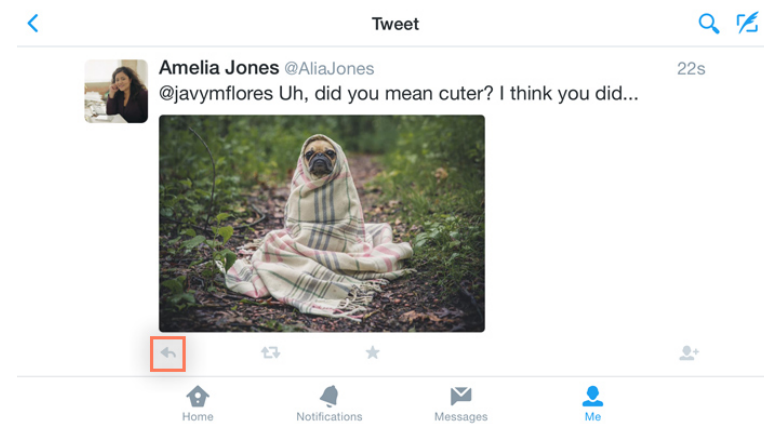 Tweet
Amelia Jones @AliaJones 22s
@javymflores Uh, did you mean cuter? I think you did...
Home Notifications Messages Me